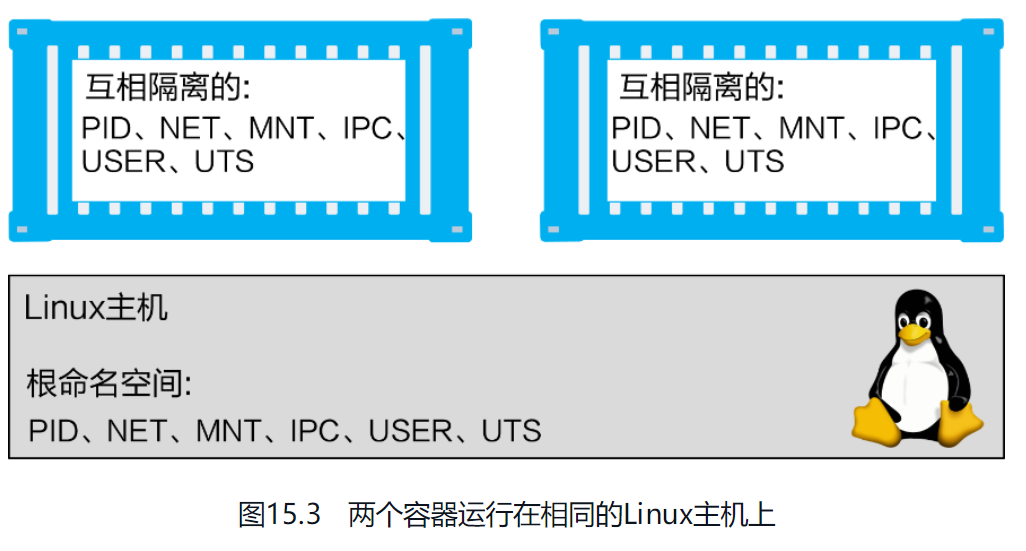 互相隔离的:
PID、NET、MNT、IPC、
USER、UTS
互相隔离的:
PID、NET、MNT、IPC、
USER、UTS
Linux主机
根命名空间:
PID、NET、MNT、IPC、USER、UTS
图15.3 两个容器运行在相同的Linux主机上